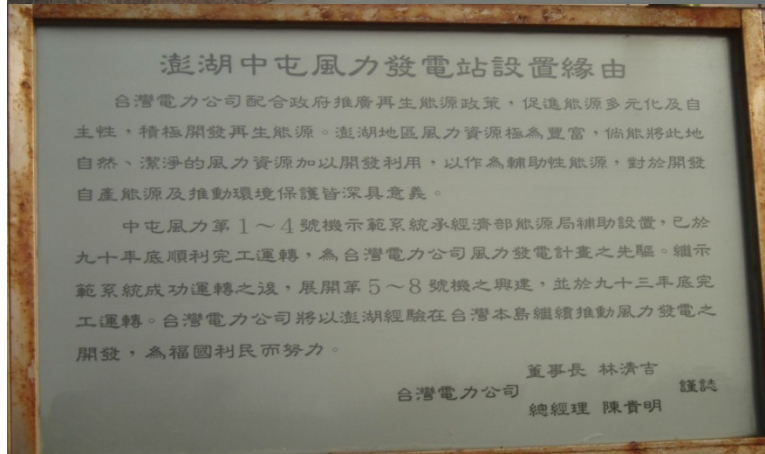 澎湖中屯風力發電站設置緣由
台灣電力公司配合政府推廣再生能源政策，促進能源多元化及自
主性，積極開發再生能源。澎湖地區風力資源極為豐富，倘能將此地
自然、潔淨的風力資源加以開發利用，以作為輔助性能源，對於開發
自產能源及推動環境保護皆深具意義。
中屯風力第1～4號機示範系統承經濟部能源局補助設置，已於
九十年底順利完工運轉，為台灣電力公司風力發電計畫之先驅。繼示
範系統成功運轉之後，展開第5～8號機之興建，並於九十三年底完
工運轉。台灣電力公司將以澎湖經驗在台灣本島繼續推動風力發電之
開發，為福國利民而努力。
台灣電力公司 董事長 林清吉 謹誌
總經理 陳貴明